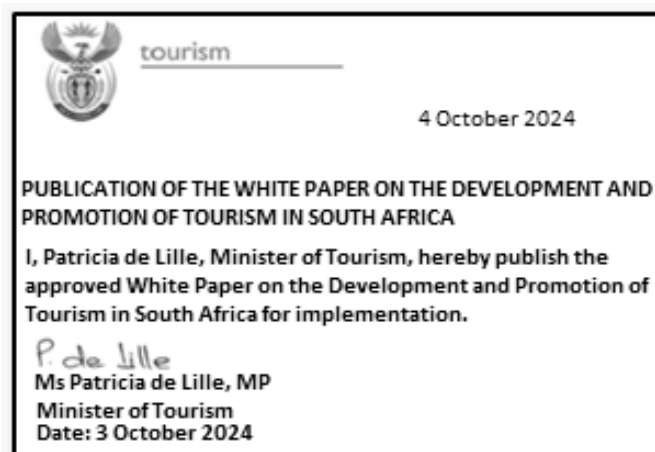 tourism
4 October 2024
PUBLICATION OF THE WHITE PAPER ON THE DEVELOPMENT AND
PROMOTION OF TOURISM IN SOUTH AFRICA
I, Patricia de Lille, Minister of Tourism, hereby publish the
approved White Paper on the Development and Promotion of
Tourism in South Africa for implementation.
P. de Lille
Ms Patricia de Lille, MP
Minister of Tourism
Date: 3 October 2024